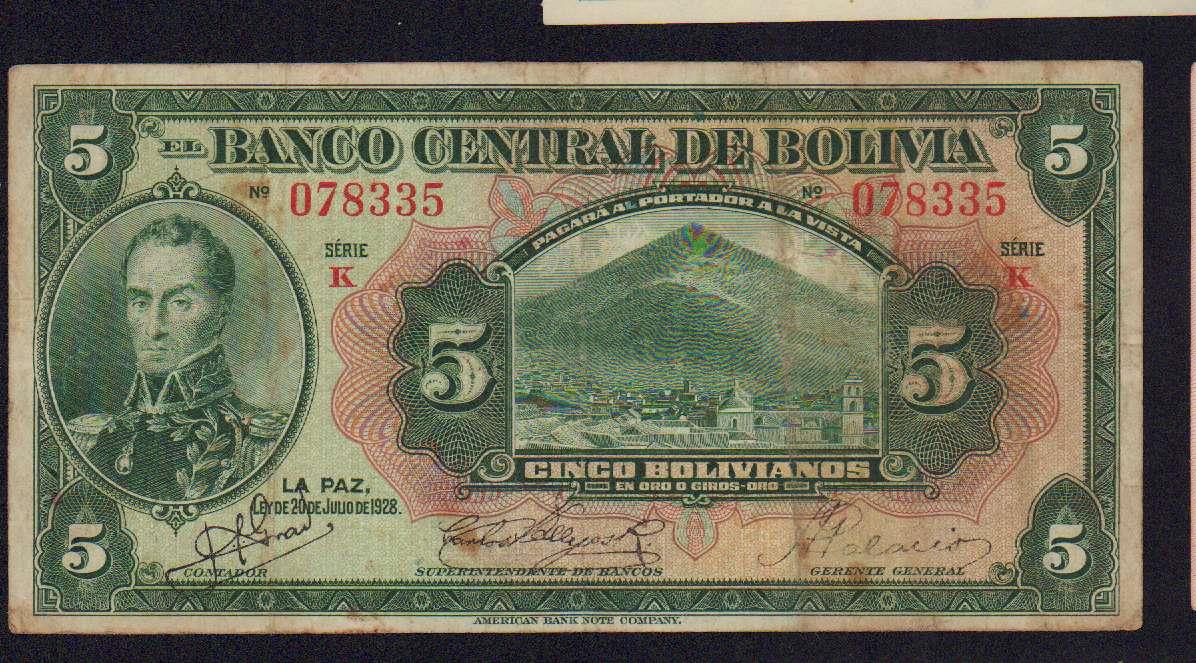 5 5
EL BANCO CENTRAL DE BOLIVIA
Nº 078335 Nº 078335
PAGARÁ AL PORTADOR A LA VISTA
SÉRIE SÉRIE
K K
5 5
CINCO BOLIVIANOS
EN ORO O GIROS-ORO
LA PAZ,
LEY DE 20 DE JULIO DE 1928.
5 5
CONTADOR SUPERINTENDANTE DE BANCOS GERENTE GENERAL
AMERICAN BANK NOTE COMPANY.